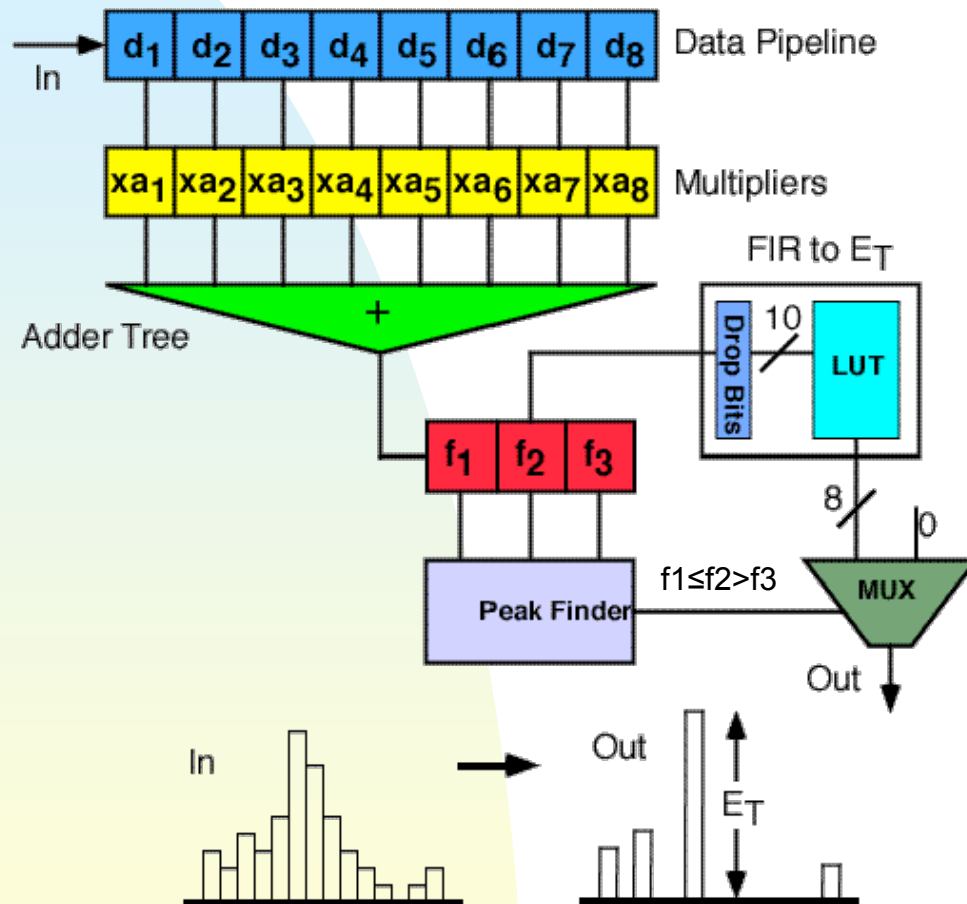 d1 d2 d3 d4 d5 d6 d7 d8 Data Pipeline
In
xa1 xa2 xa3 xa4 xa5 xa6 xa7 xa8 Multipliers
FIR to ET
+
Adder Tree
Drop Bits
10
LUT
f1 f2 f3
8
0
f1≤f2>f3
MUX
Peak Finder
Out
In
Out
ET